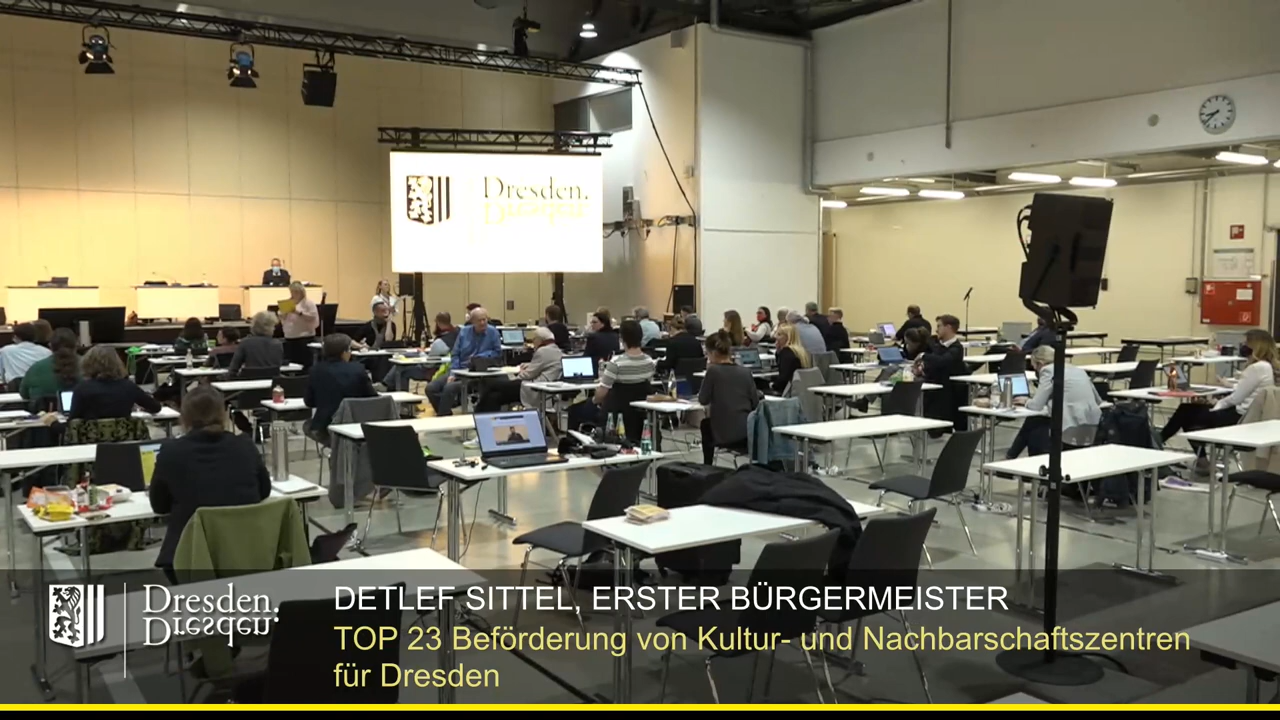 Dresden.
Dresden.
DETLEF SITTEL, ERSTER BÜRGERMEISTER
TOP 23 Beförderung von Kultur- und Nachbarschaftszentren
für Dresden